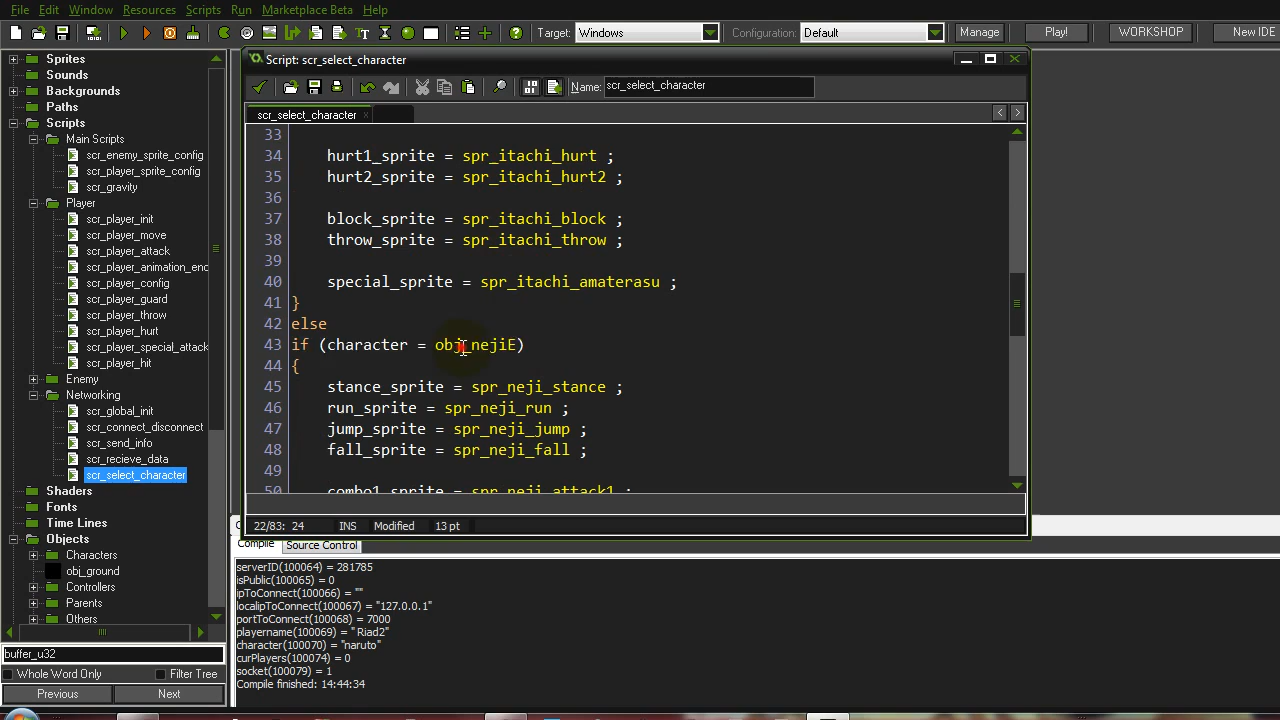 File Edit Window Resources Scripts Run Marketplace Beta Help
Target: Windows Configuration: Default Manage Play! WORKSHOP New IDE
Sprites
Sounds
Backgrounds
Paths
Scripts
Main Scripts
scr_enemy_sprite_config
scr_player_sprite_config
scr_gravity
Player
scr_player_init
scr_player_move
scr_player_attack
scr_player_animation_enc
scr_player_config
scr_player_guard
scr_player_throw
scr_player_hurt
scr_player_special_attack
scr_player_hit
Enemy
Networking
scr_global_init
scr_connect_disconnect
scr_send_info
scr_recieve_data
scr_select_character
Shaders
Fonts
Time Lines
Objects
Characters
obj_ground
Controllers
Parents
Others
buffer_u32
Whole Word Only Filter Tree
Previous Next
Script: scr_select_character
Name: scr_select_character
scr_select_character x
33
34 hurt1_sprite = spr_itachi_hurt ;
35 hurt2_sprite = spr_itachi_hurt2 ;
36
37 block_sprite = spr_itachi_block ;
38 throw_sprite = spr_itachi_throw ;
39
40 special_sprite = spr_itachi_amaterasu ;
41 }
42 else
43 if (character = obj_nejiE)
44 {
45 stance_sprite = spr_neji_stance ;
46 run_sprite = spr_neji_run ;
47 jump_sprite = spr_neji_jump ;
48 fall_sprite = spr_neji_fall ;
49
50 combo1_sprite = spr_neji_attack1 ;
22/83: 24 INS Modified 13 pt
Compile Source Control
serverID(100064) = 281785
isPublic(100065) = 0
ipToConnect(100066) = ""
localipToConnect(100067) = "127.0.0.1"
portToConnect(100068) = 7000
playername(100069) = "Riad2"
character(100070) = "naruto"
curPlayers(100074) = 0
socket(100079) = 1
Compile finished: 14:44:34